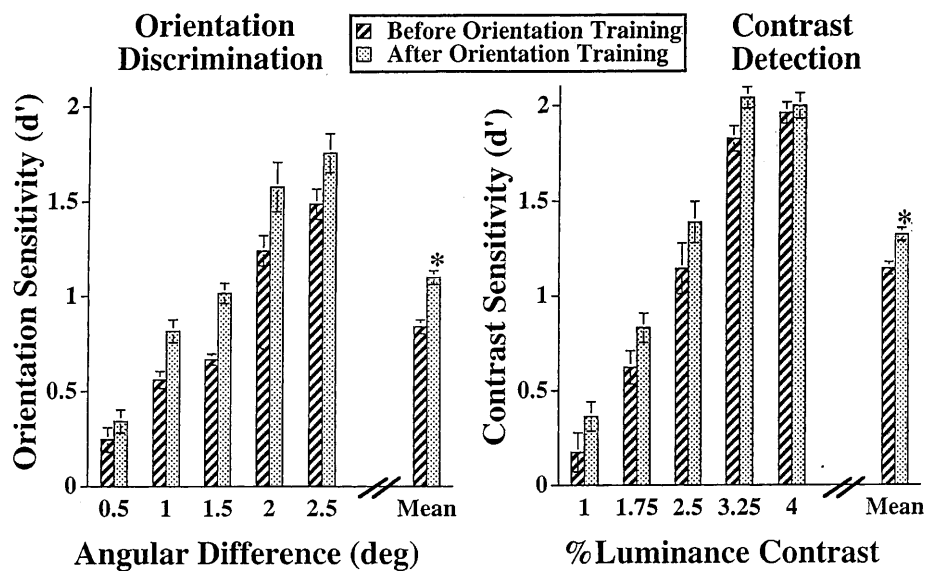 Orientation
Discrimination
Before Orientation Training
After Orientation Training
Contrast
Detection
Orientation Sensitivity (d')
2
1.5
1
0.5
0
0.5 1 1.5 2 2.5 Mean
Angular Difference (deg)
*
Contrast Sensitivity (d')
2
1.5
1
0.5
0
1 1.75 2.5 3.25 4 Mean
% Luminance Contrast
*